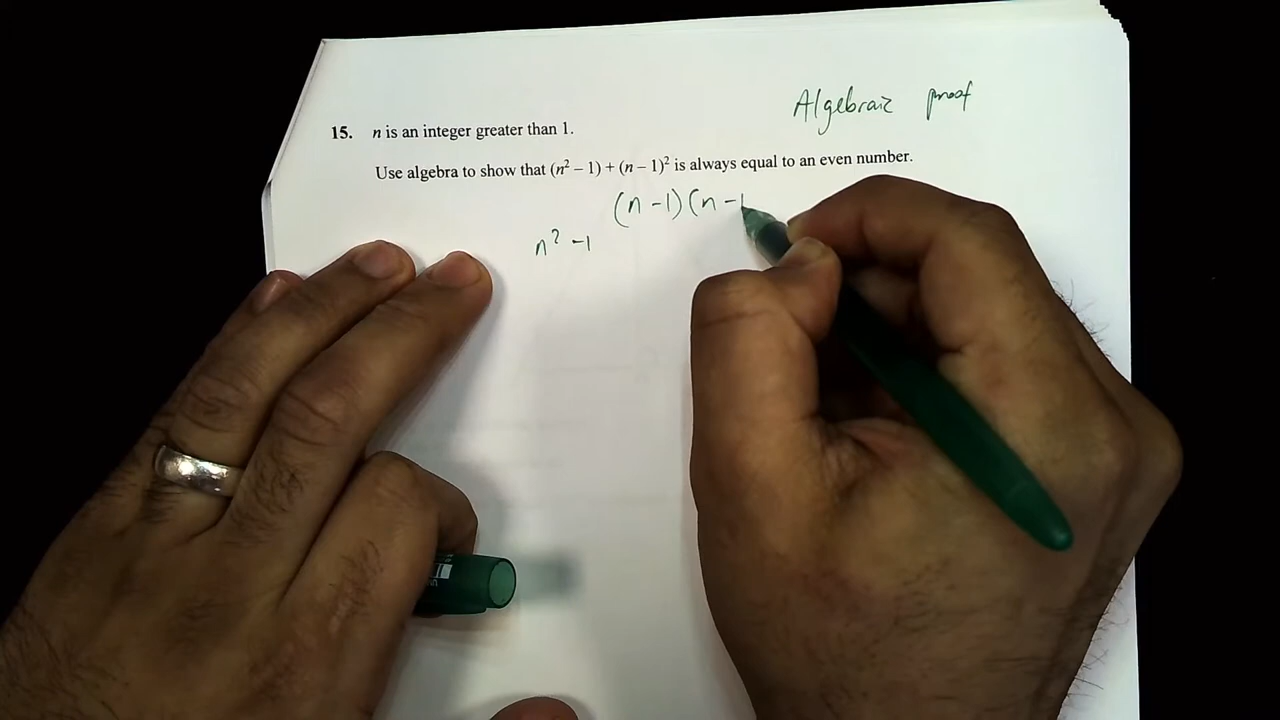 Algebraic proof
15. n is an integer greater than 1.
Use algebra to show that (n² – 1) + (n – 1)² is always equal to an even number.
(n -1)(n -1
n² -1